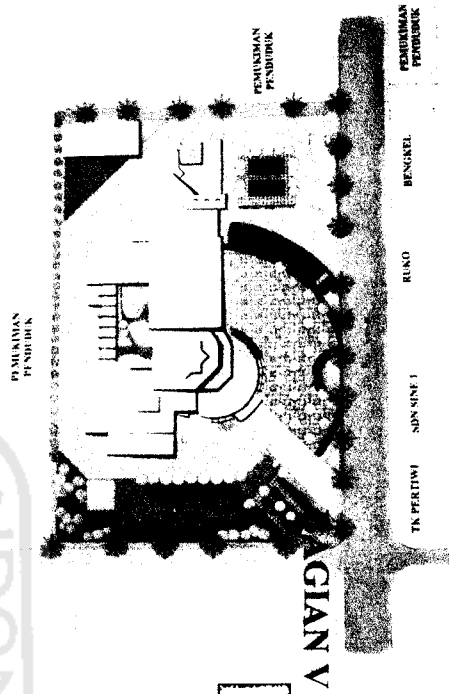 PEMUKIMAN
PENDUDUK
PEMUKIMAN
PENDUDUK
PEMUKIMAN
PENDUDUK
BENGKEL
RUKO
SDN SINE 1
TK PERTIWI
AGIAN V